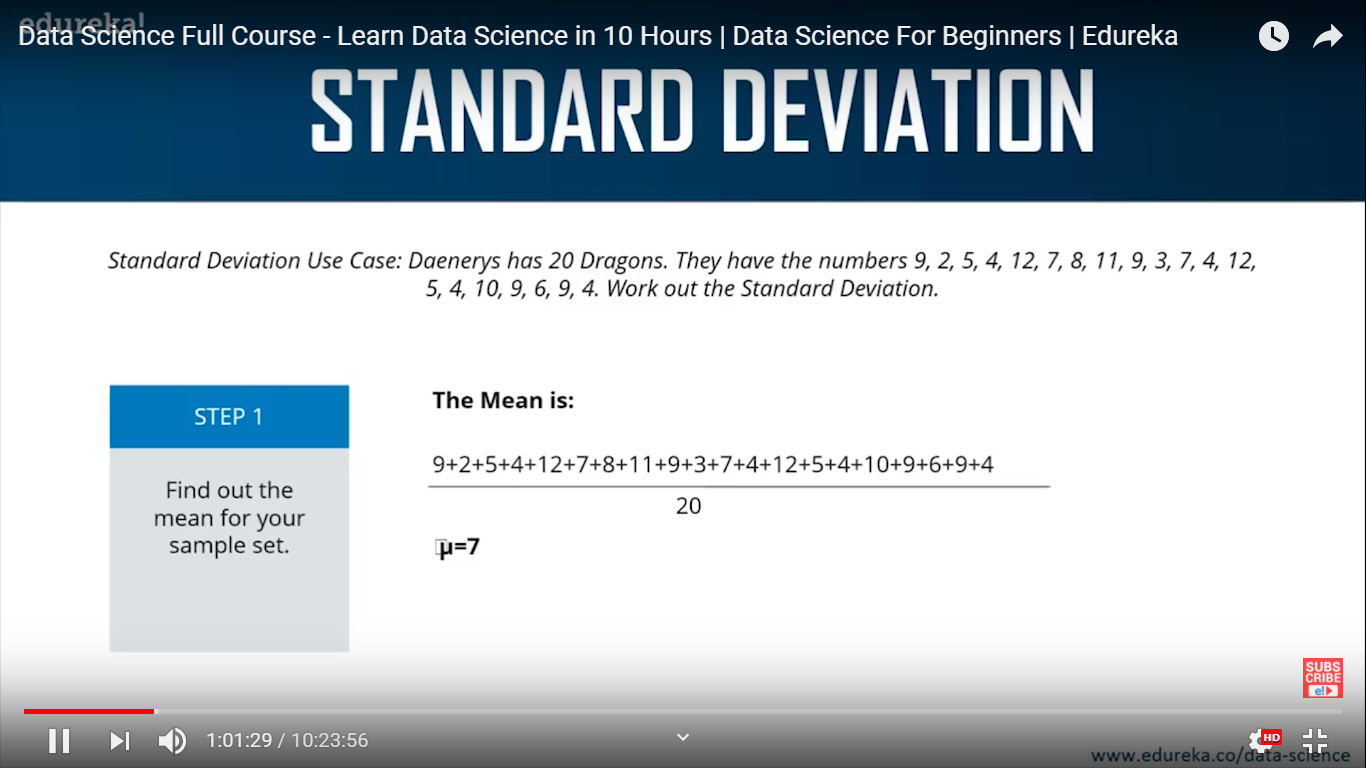 edureka!
Data Science Full Course - Learn Data Science in 10 Hours | Data Science For Beginners | Edureka
STANDARD DEVIATION
Standard Deviation Use Case: Daenerys has 20 Dragons. They have the numbers 9, 2, 5, 4, 12, 7, 8, 11, 9, 3, 7, 4, 12,
5, 4, 10, 9, 6, 9, 4. Work out the Standard Deviation.
STEP 1
Find out the
mean for your
sample set.
The Mean is:
9+2+5+4+12+7+8+11+9+3+7+4+12+5+4+10+9+6+9+4
20
μ=7
SUBS
CRIBE
e!
1:01:29 / 10:23:56
HD
www.edureka.co/data-science